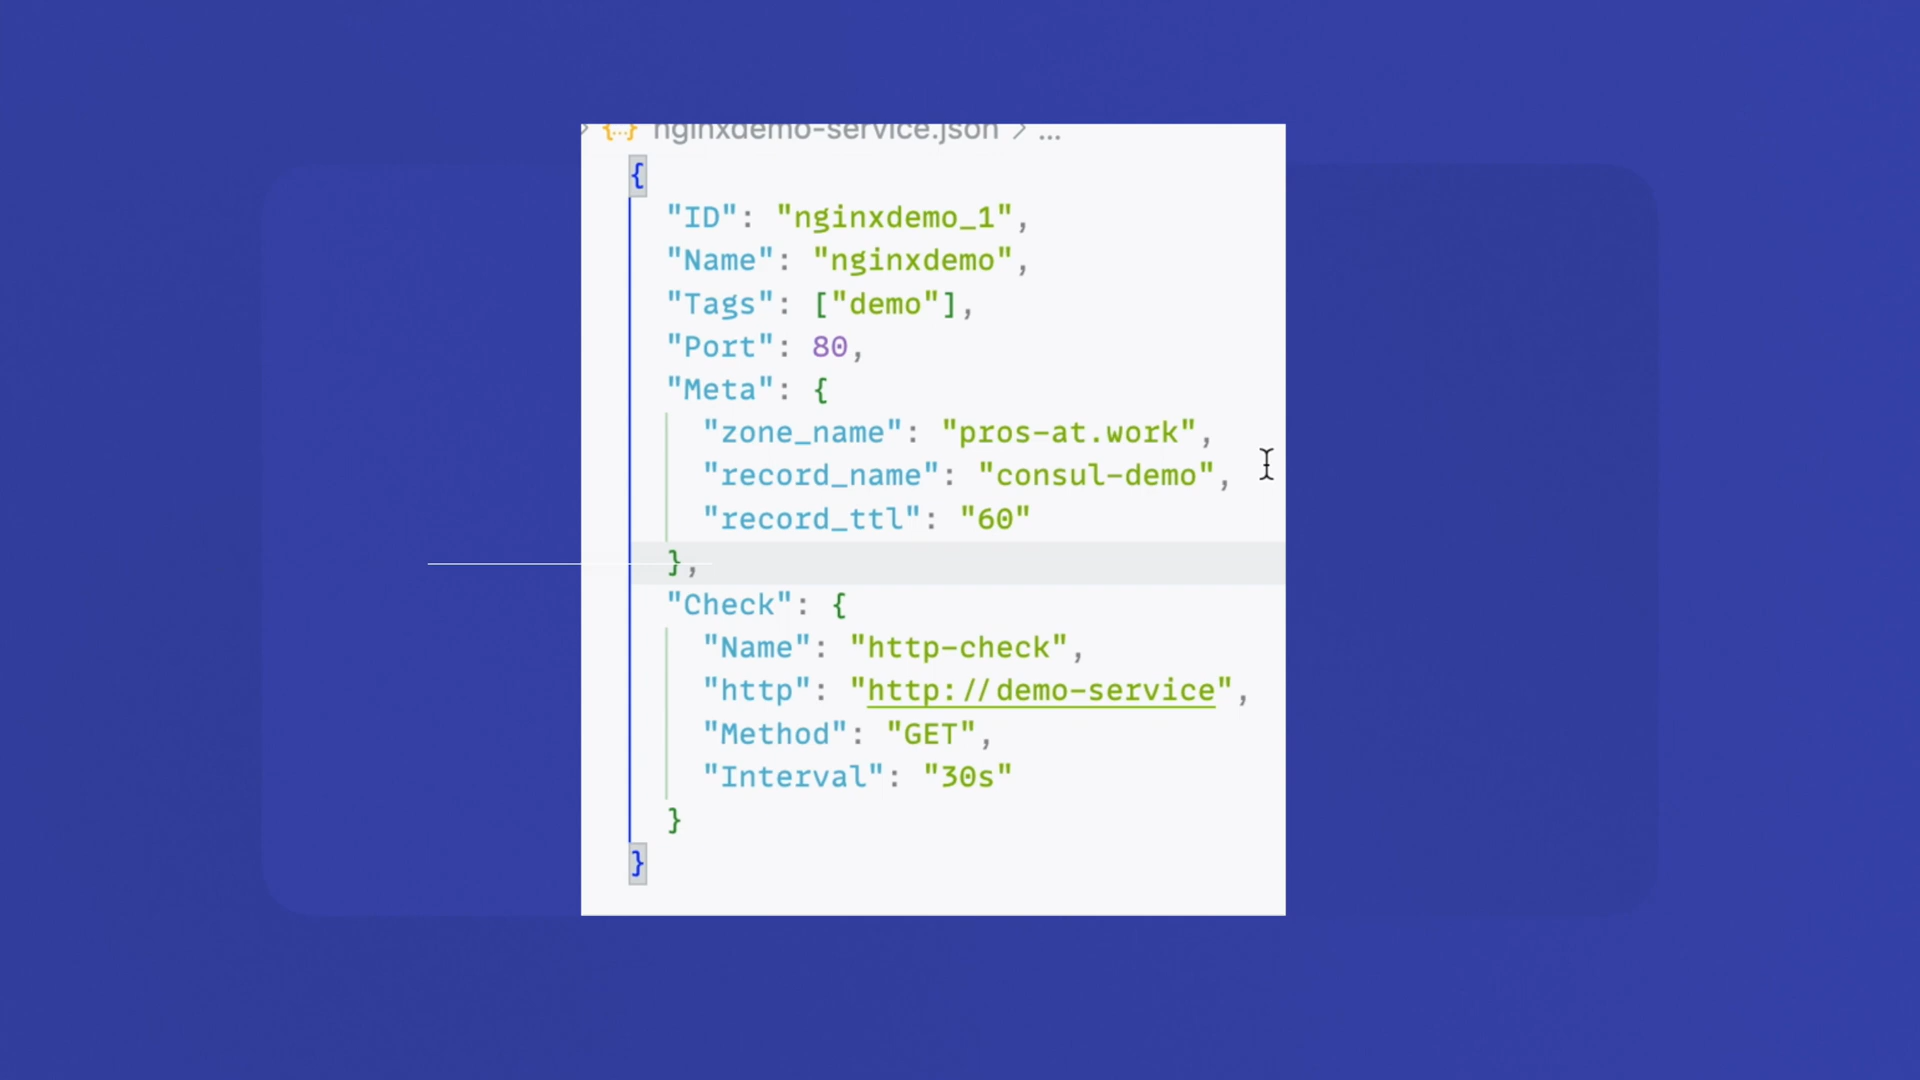 nginxdemo-service.json > ...
{
"ID": "nginxdemo_1",
"Name": "nginxdemo",
"Tags": ["demo"],
"Port": 80,
"Meta": {
"zone_name": "pros-at.work",
"record_name": "consul-demo",
"record_ttl": "60"
},
"Check": {
"Name": "http-check",
"http": "http://demo-service",
"Method": "GET",
"Interval": "30s"
}
}